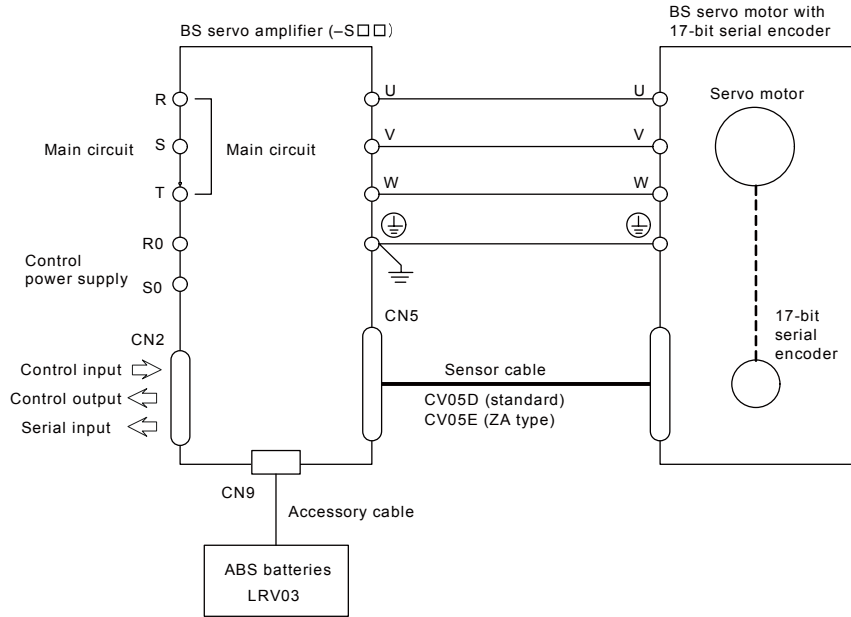 BS servo amplifier (–S□□)
BS servo motor with
17-bit serial encoder
R
S
T
Main circuit
Main circuit
R0
S0
Control
power supply
U
V
W
U
V
W
Servo motor
CN2
CN5
17-bit
serial
encoder
Control input
Control output
Serial input
Sensor cable
CV05D (standard)
CV05E (ZA type)
CN9
Accessory cable
ABS batteries
LRV03